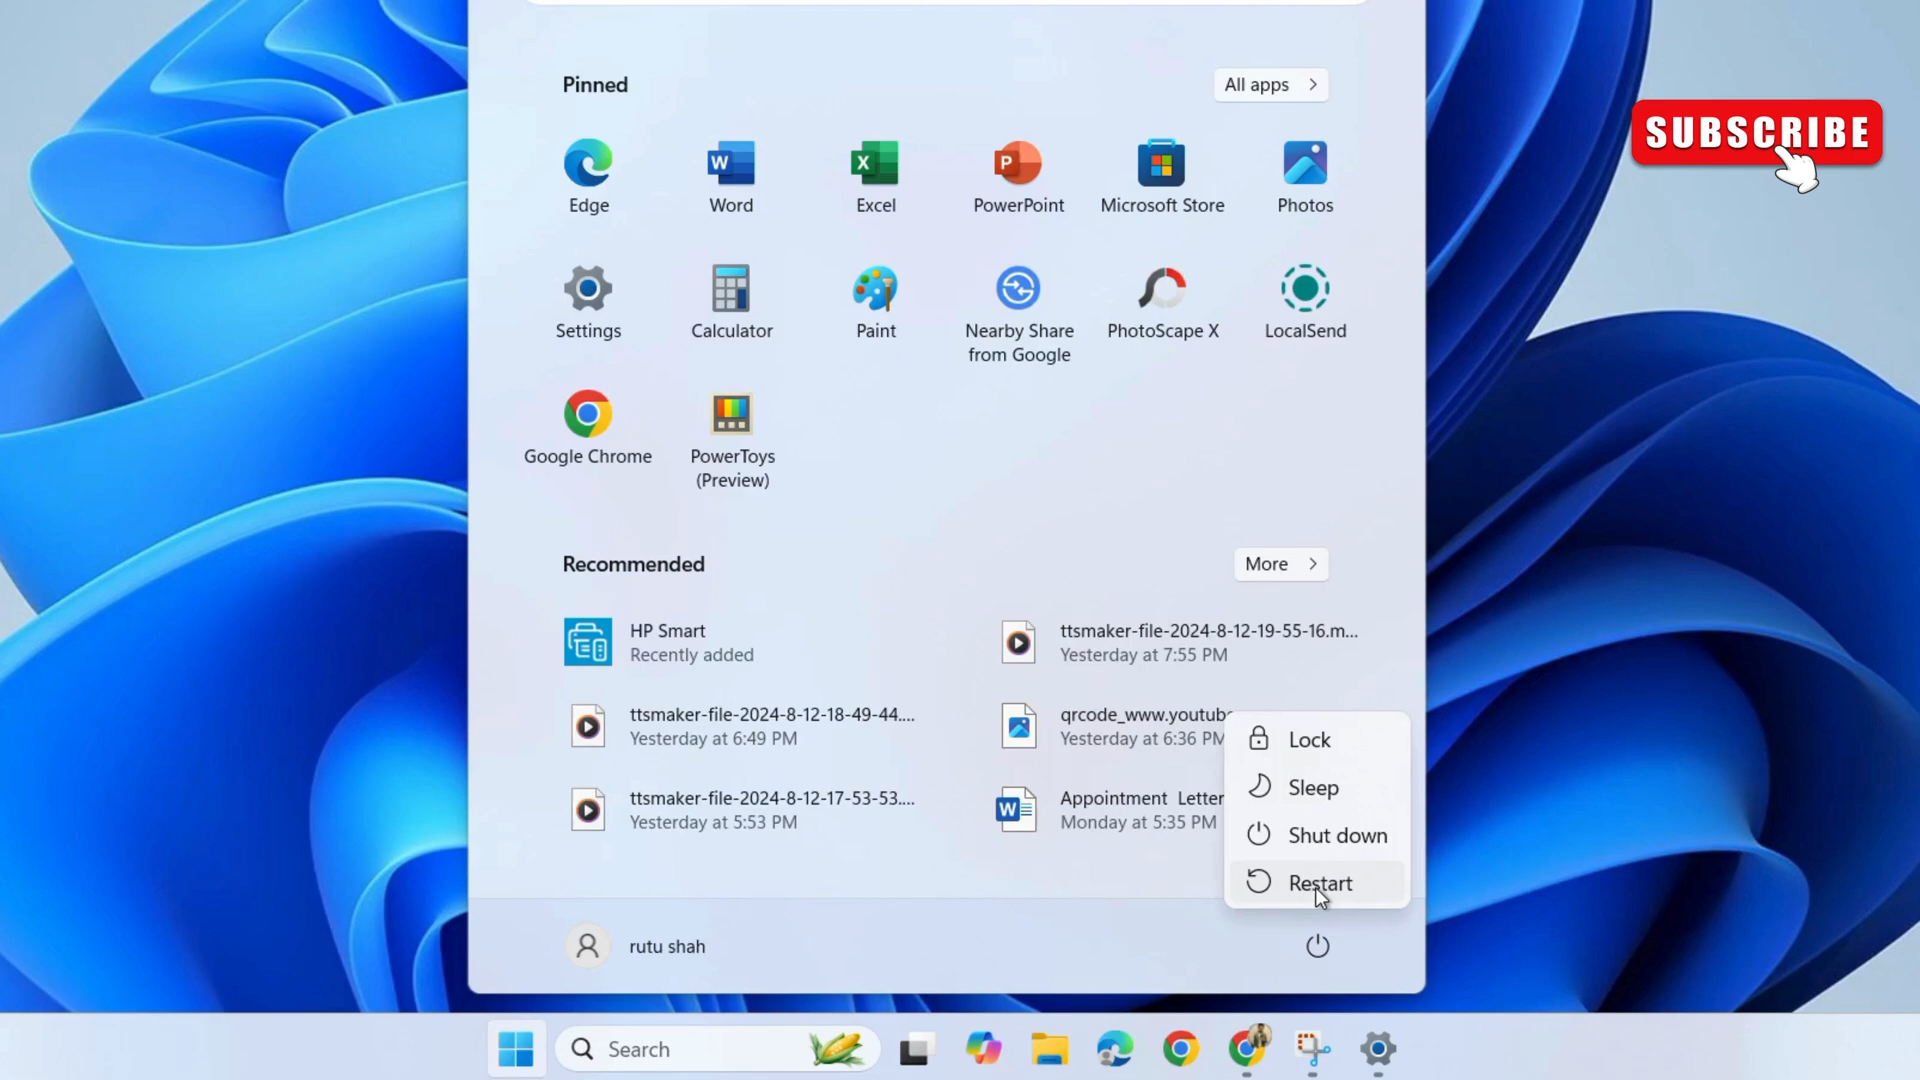 Pinned
All apps
SUBSCRIBE
Edge
Word
Excel
PowerPoint
Microsoft Store
Photos
Settings
Calculator
Paint
Nearby Share
from Google
PhotoScape X
LocalSend
Google Chrome
PowerToys
(Preview)
Recommended
More
HP Smart
Recently added
ttsmaker-file-2024-8-12-19-55-16.m...
Yesterday at 7:55 PM
ttsmaker-file-2024-8-12-18-49-44....
Yesterday at 6:49 PM
qrcode_www.youtube
Yesterday at 6:36 PM
ttsmaker-file-2024-8-12-17-53-53....
Yesterday at 5:53 PM
Appointment Letter
Monday at 5:35 PM
Lock
Sleep
Shut down
Restart
rutu shah
Search